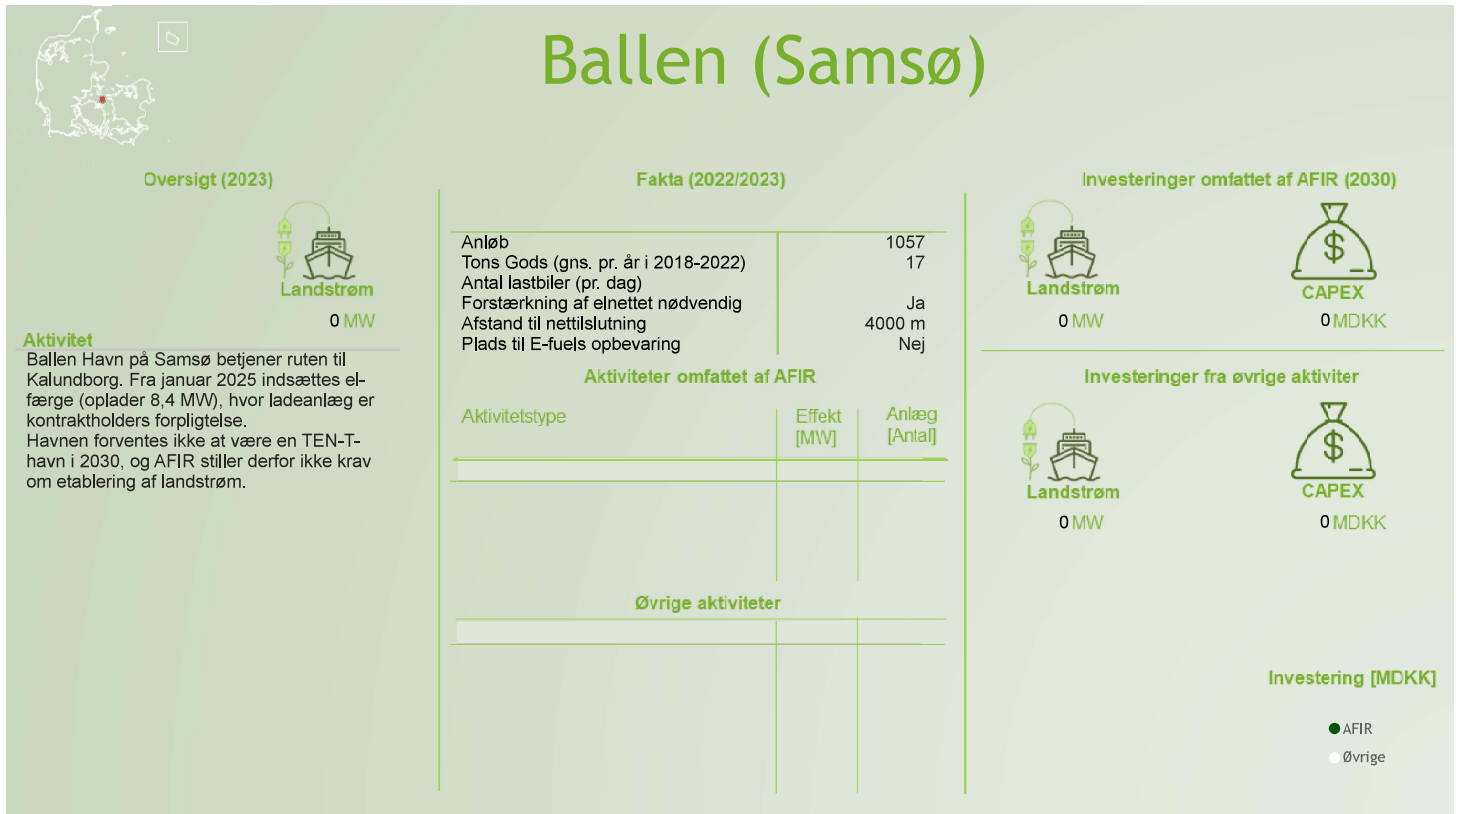 Ballen (Samsø)
Oversigt (2023)
Landstrøm
0 MW
Aktivitet
Ballen Havn på Samsø betjener ruten til
Kalundborg. Fra januar 2025 indsættes el-
færge (oplader 8,4 MW), hvor ladeanlæg er
kontraktholders forpligtelse.
Havnen forventes ikke at være en TEN-T-
havn i 2030, og AFIR stiller derfor ikke krav
om etablering af landstrøm.
Fakta (2022/2023)
Anløb 1057
Tons Gods (gns. pr. år i 2018-2022) 17
Antal lastbiler (pr. dag)
Forstærkning af elnettet nødvendig Ja
Afstand til nettilslutning 4000 m
Plads til E-fuels opbevaring Nej
Aktiviteter omfattet af AFIR
Aktivitetstype Effekt Anlæg
[MW] [Antal]
Øvrige aktiviteter
Investeringer omfattet af AFIR (2030)
$
Landstrøm CAPEX
0 MW 0 MDKK
Investeringer fra øvrige aktiviter
$
Landstrøm CAPEX
0 MW 0 MDKK
Investering [MDKK]
AFIR
Øvrige